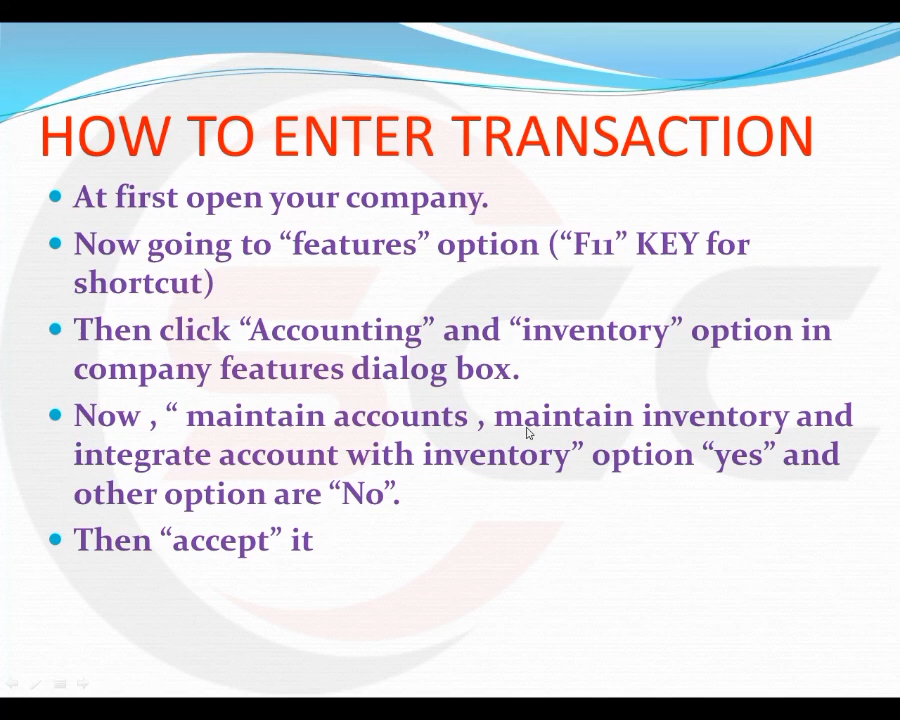 HOW TO ENTER TRANSACTION
• At first open your company.
• Now going to “features” option (“F11” KEY for
shortcut)
• Then click “Accounting” and “inventory” option in
company features dialog box.
• Now , “ maintain accounts , maintain inventory and
integrate account with inventory” option “yes” and
other option are “No”.
• Then “accept” it
SCC